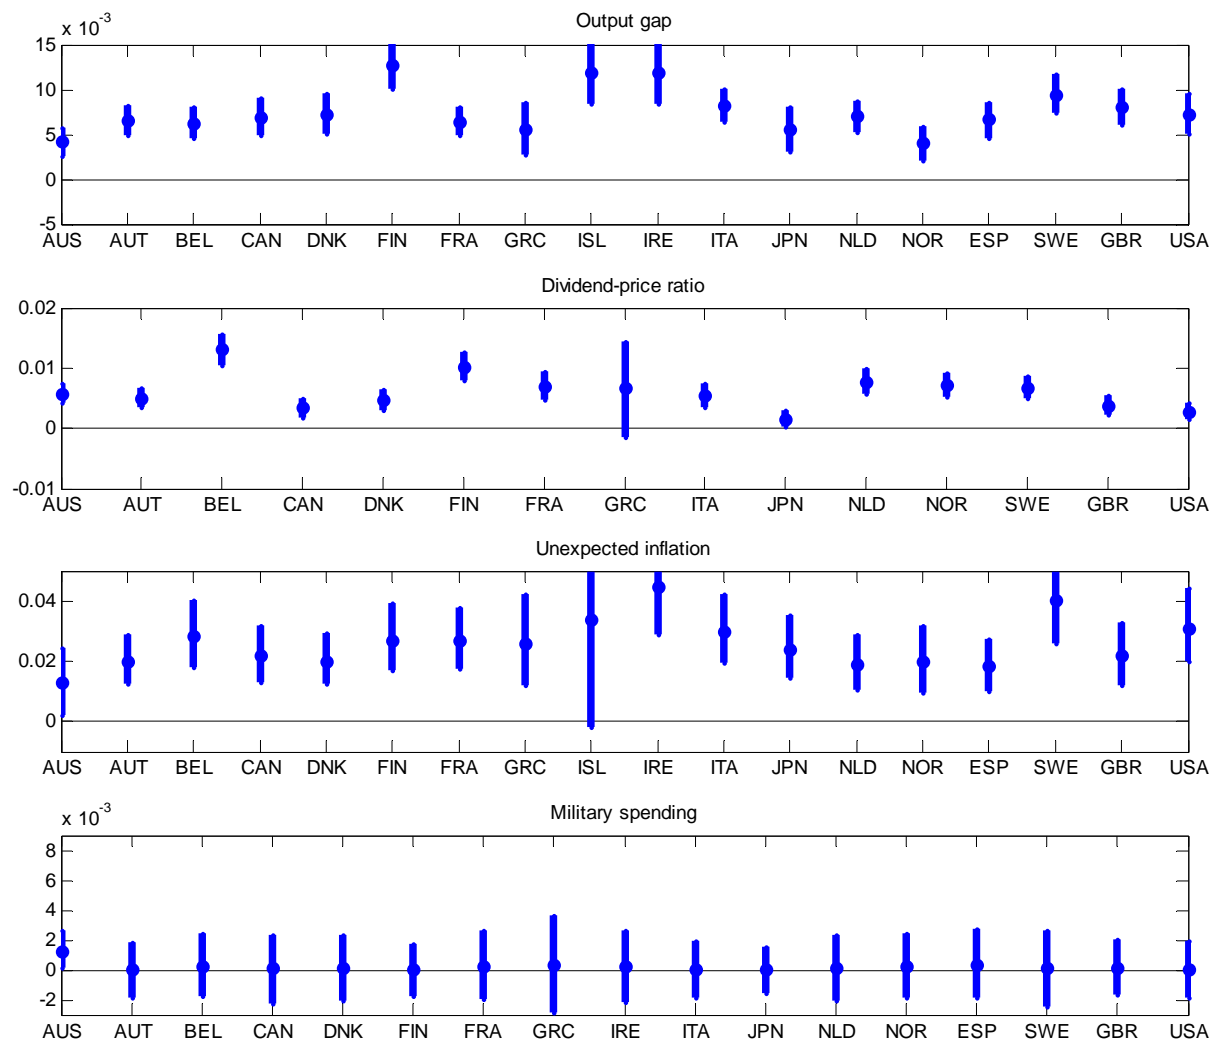 Output gap
x 10-3
15
10
5
0
-5
AUS AUT BEL CAN DNK FIN FRA GRC ISL IRE ITA JPN NLD NOR ESP SWE GBR USA
Dividend-price ratio
0.02
0.01
0
-0.01
AUS AUT BEL CAN DNK FIN FRA GRC ITA JPN NLD NOR SWE GBR USA
Unexpected inflation
0.04
0.02
0
AUS AUT BEL CAN DNK FIN FRA GRC ISL IRE ITA JPN NLD NOR ESP SWE GBR USA
Military spending
x 10-3
8
6
4
2
0
-2
AUS AUT BEL CAN DNK FIN FRA GRC IRE ITA JPN NLD NOR ESP SWE GBR USA